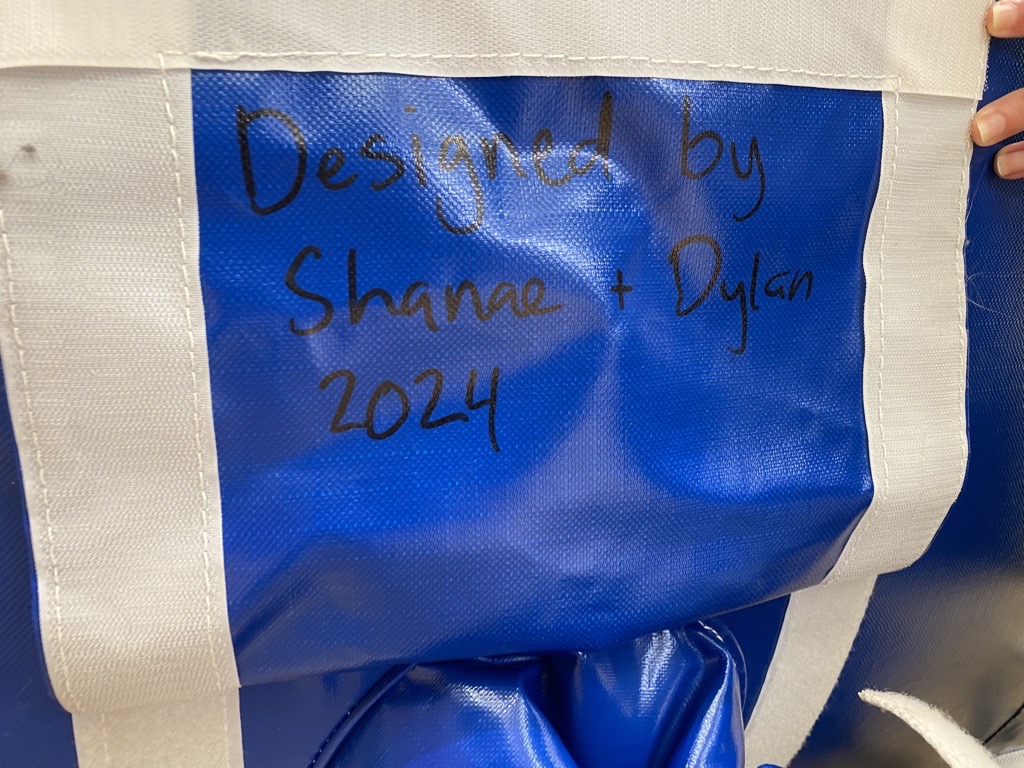 Designed by
Shanae + Dylan
2024